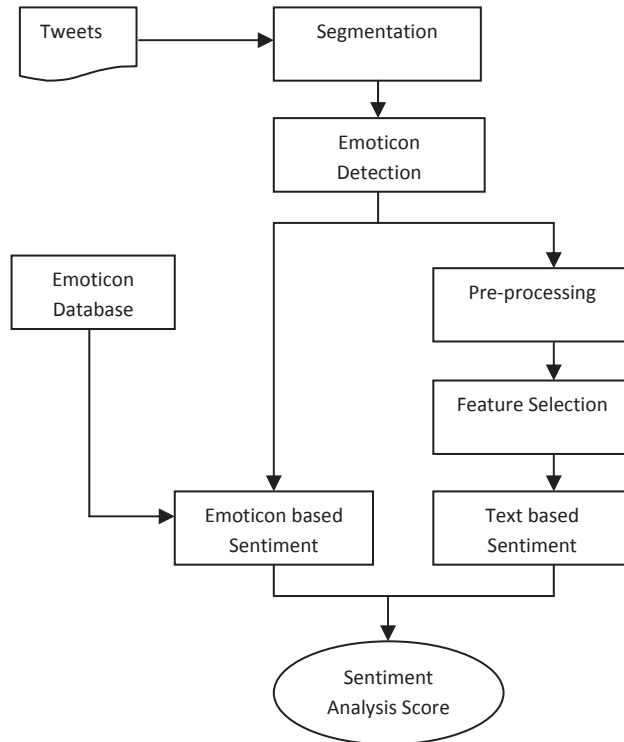 Tweets
Segmentation
Emoticon
Detection
Emoticon
Database
Pre-processing
Feature Selection
Emoticon based
Sentiment
Text based
Sentiment
Sentiment
Analysis Score